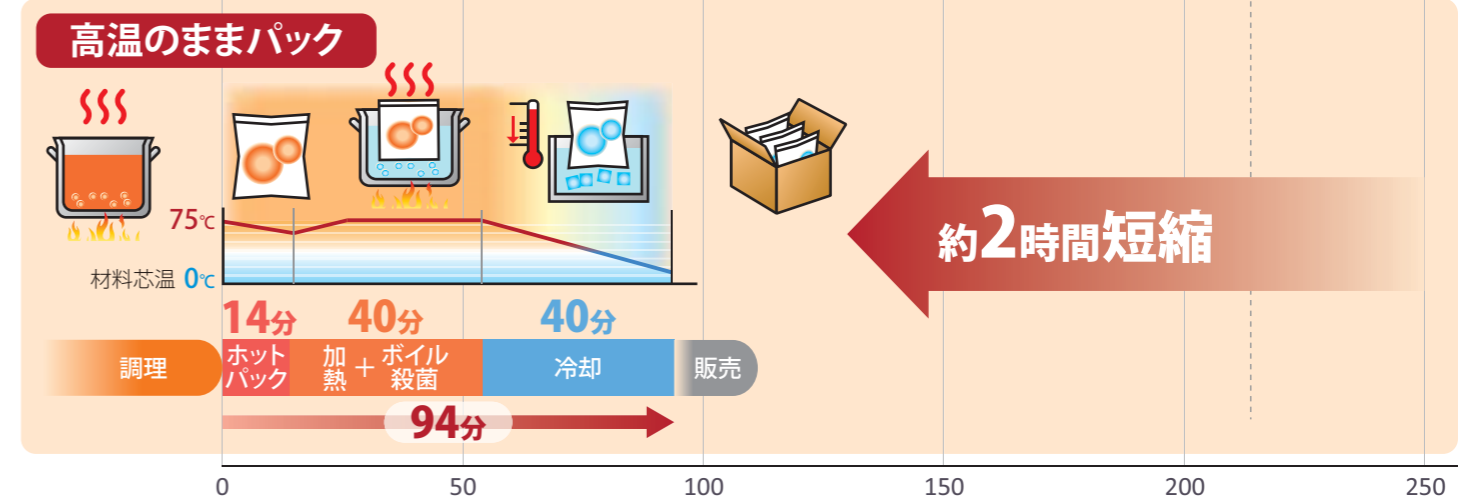 高温のままパック
約2時間短縮
75℃
材料芯温 0℃
14分 40分 40分
調理 ホットパック 加熱+ボイル殺菌 冷却 販売
94分
0 50 100 150 200 250